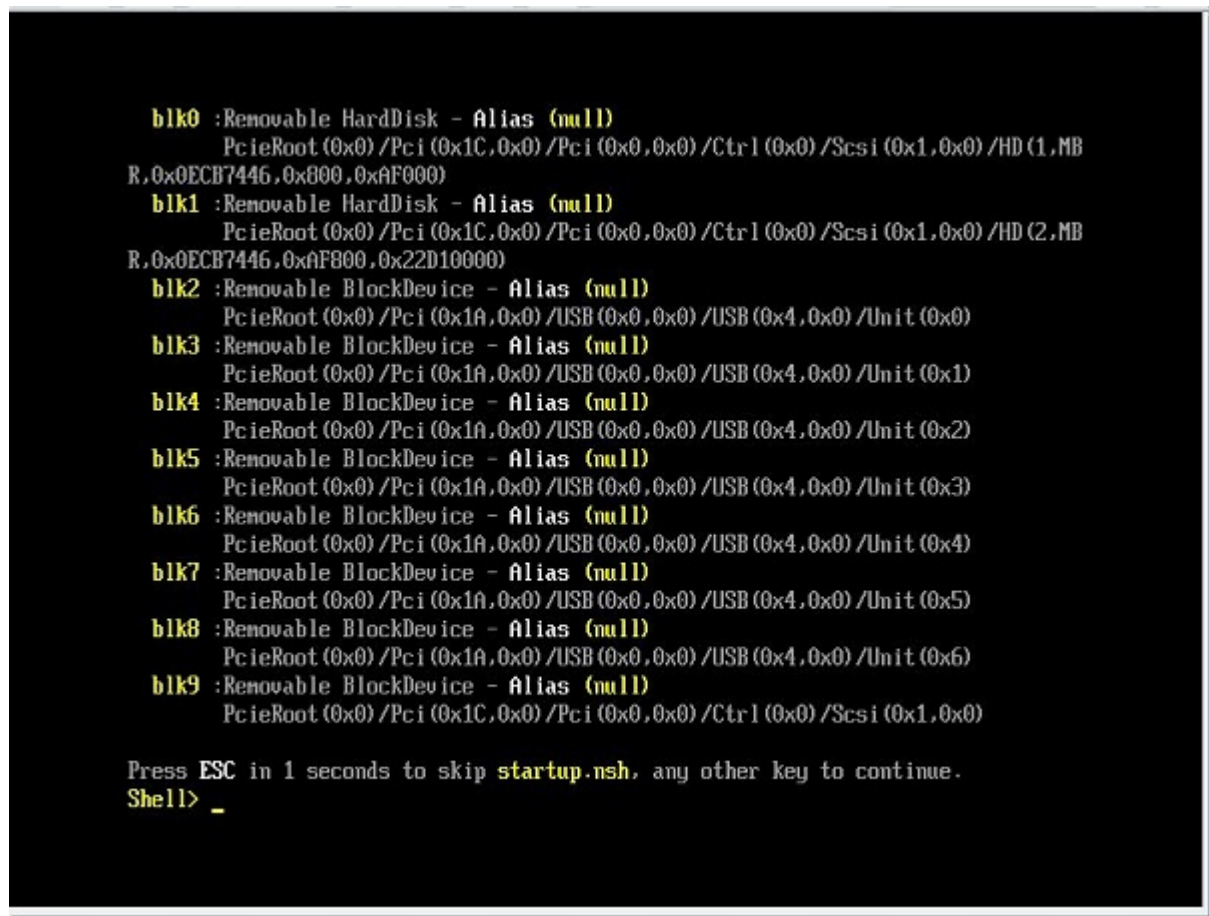 blk0 :Removable HardDisk - Alias (null)
PcieRoot(0x0)/Pci(0x1C,0x0)/Pci(0x0,0x0)/Ctrl(0x0)/Scsi(0x1,0x0)/HD(1,MB
R,0x0ECB7446,0x800,0xAF000)
blk1 :Removable HardDisk - Alias (null)
PcieRoot(0x0)/Pci(0x1C,0x0)/Pci(0x0,0x0)/Ctrl(0x0)/Scsi(0x1,0x0)/HD(2,MB
R,0x0ECB7446,0xAF800,0x22D10000)
blk2 :Removable BlockDevice - Alias (null)
PcieRoot(0x0)/Pci(0x1A,0x0)/USB(0x0,0x0)/USB(0x4,0x0)/Unit(0x0)
blk3 :Removable BlockDevice - Alias (null)
PcieRoot(0x0)/Pci(0x1A,0x0)/USB(0x0,0x0)/USB(0x4,0x0)/Unit(0x1)
blk4 :Removable BlockDevice - Alias (null)
PcieRoot(0x0)/Pci(0x1A,0x0)/USB(0x0,0x0)/USB(0x4,0x0)/Unit(0x2)
blk5 :Removable BlockDevice - Alias (null)
PcieRoot(0x0)/Pci(0x1A,0x0)/USB(0x0,0x0)/USB(0x4,0x0)/Unit(0x3)
blk6 :Removable BlockDevice - Alias (null)
PcieRoot(0x0)/Pci(0x1A,0x0)/USB(0x0,0x0)/USB(0x4,0x0)/Unit(0x4)
blk7 :Removable BlockDevice - Alias (null)
PcieRoot(0x0)/Pci(0x1A,0x0)/USB(0x0,0x0)/USB(0x4,0x0)/Unit(0x5)
blk8 :Removable BlockDevice - Alias (null)
PcieRoot(0x0)/Pci(0x1A,0x0)/USB(0x0,0x0)/USB(0x4,0x0)/Unit(0x6)
blk9 :Removable BlockDevice - Alias (null)
PcieRoot(0x0)/Pci(0x1C,0x0)/Pci(0x0,0x0)/Ctrl(0x0)/Scsi(0x1,0x0)
Press ESC in 1 seconds to skip startup.nsh, any other key to continue.
Shell> _